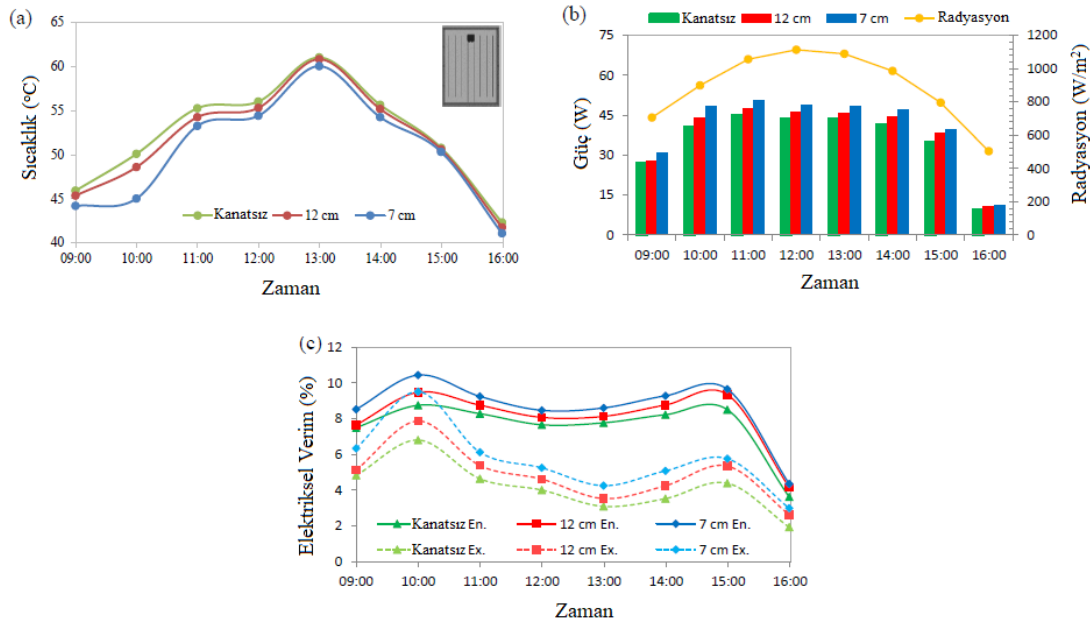 (a)
Sıcaklık (°C)
65
60
55
50
45
40
Kanatsız 12 cm 7 cm
09:00 10:00 11:00 12:00 13:00 14:00 15:00 16:00
Zaman
(b)
Kanatsız 12 cm 7 cm Radyasyon
Güç (W)
75
60
45
30
15
0
1200
1000
800
600
400
200
0
Radyasyon (W/m²)
09:00 10:00 11:00 12:00 13:00 14:00 15:00 16:00
Zaman
(c)
Elektriksel Verim (%)
12
10
8
6
4
2
0
Kanatsız En. 12 cm En. 7 cm En.
Kanatsız Ex. 12 cm Ex. 7 cm Ex.
09:00 10:00 11:00 12:00 13:00 14:00 15:00 16:00
Zaman